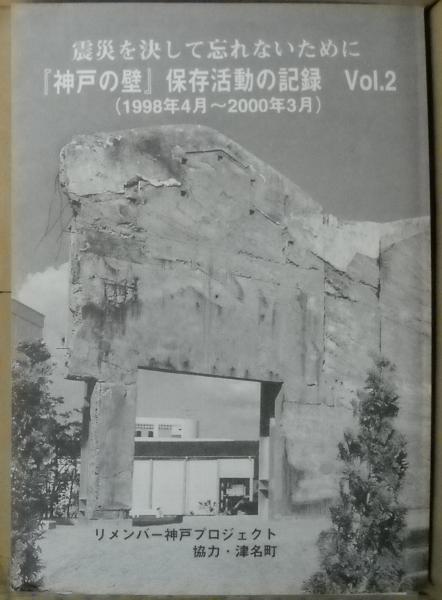 震災を決して忘れないために
『神戸の壁』保存活動の記録　Vol.2
(1998年4月～2000年3月)
リメンバー神戸プロジェクト
協力・津名町